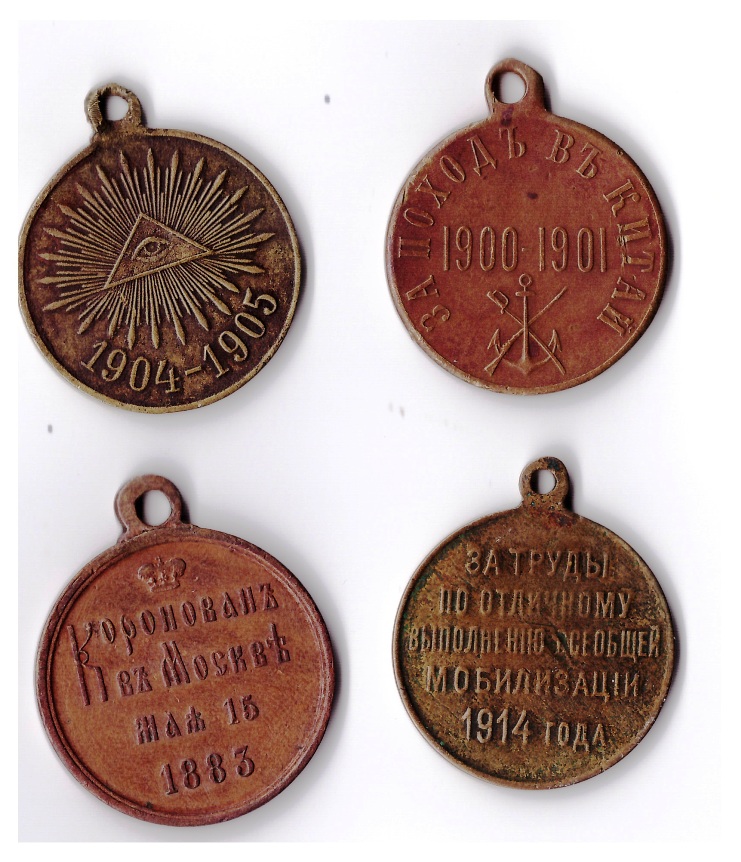 1904-1905
ЗА ПОХОДЪ ВЪ КИТАЙ
1900·1901
Коронованъ
въ Москвѣ
маѧ 15
1883
ЗА ТРУДЫ
ПО ОТЛИЧНОМУ
ВЫПОЛНЕНІЮ ВСЕОБЩЕЙ
МОБИЛИЗАЦІИ
1914 ГОДА